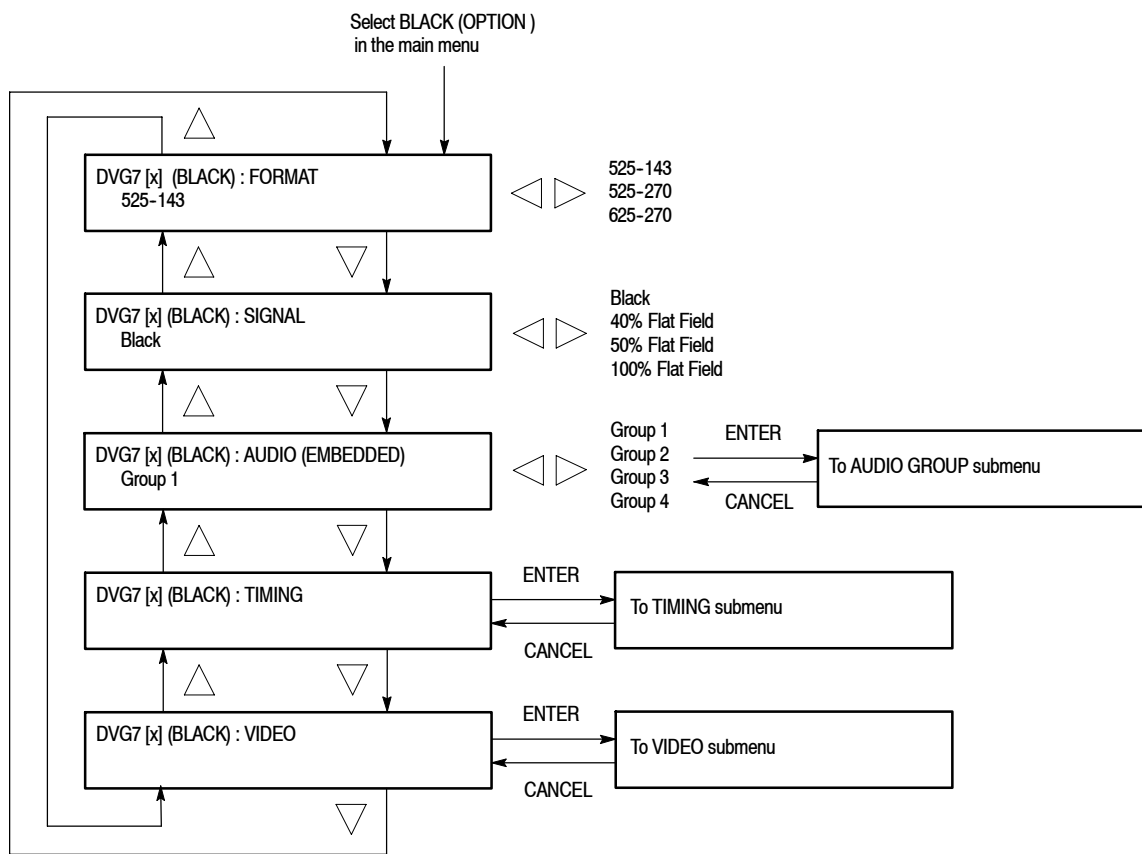 Select BLACK (OPTION )
in the main menu
DVG7 [x] (BLACK) : FORMAT
525-143
525-143
525-270
625-270
DVG7 [x] (BLACK) : SIGNAL
Black
Black
40% Flat Field
50% Flat Field
100% Flat Field
DVG7 [x] (BLACK) : AUDIO (EMBEDDED)
Group 1
Group 1
Group 2
Group 3
Group 4
ENTER
CANCEL
To AUDIO GROUP submenu
DVG7 [x] (BLACK) : TIMING
ENTER
CANCEL
To TIMING submenu
DVG7 [x] (BLACK) : VIDEO
ENTER
CANCEL
To VIDEO submenu